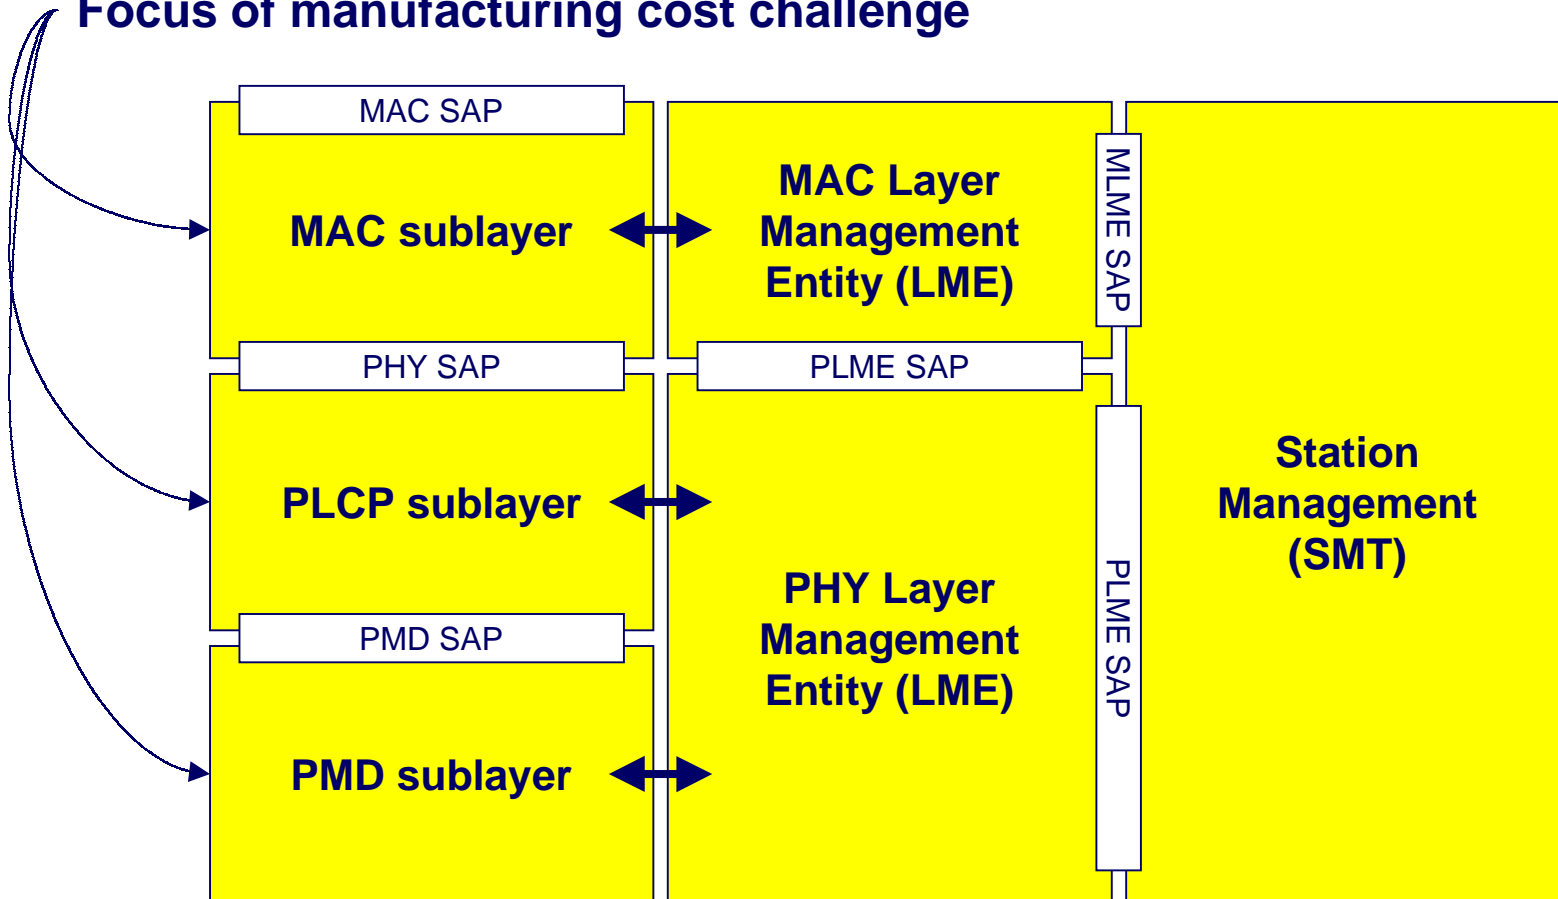 Focus of manufacturing cost challenge
MAC SAP
MAC sublayer
MAC Layer
Management
Entity (LME)
MLME SAP
PHY SAP
PLME SAP
PLCP sublayer
Station
Management
(SMT)
PHY Layer
Management
Entity (LME)
PLME SAP
PMD SAP
PMD sublayer